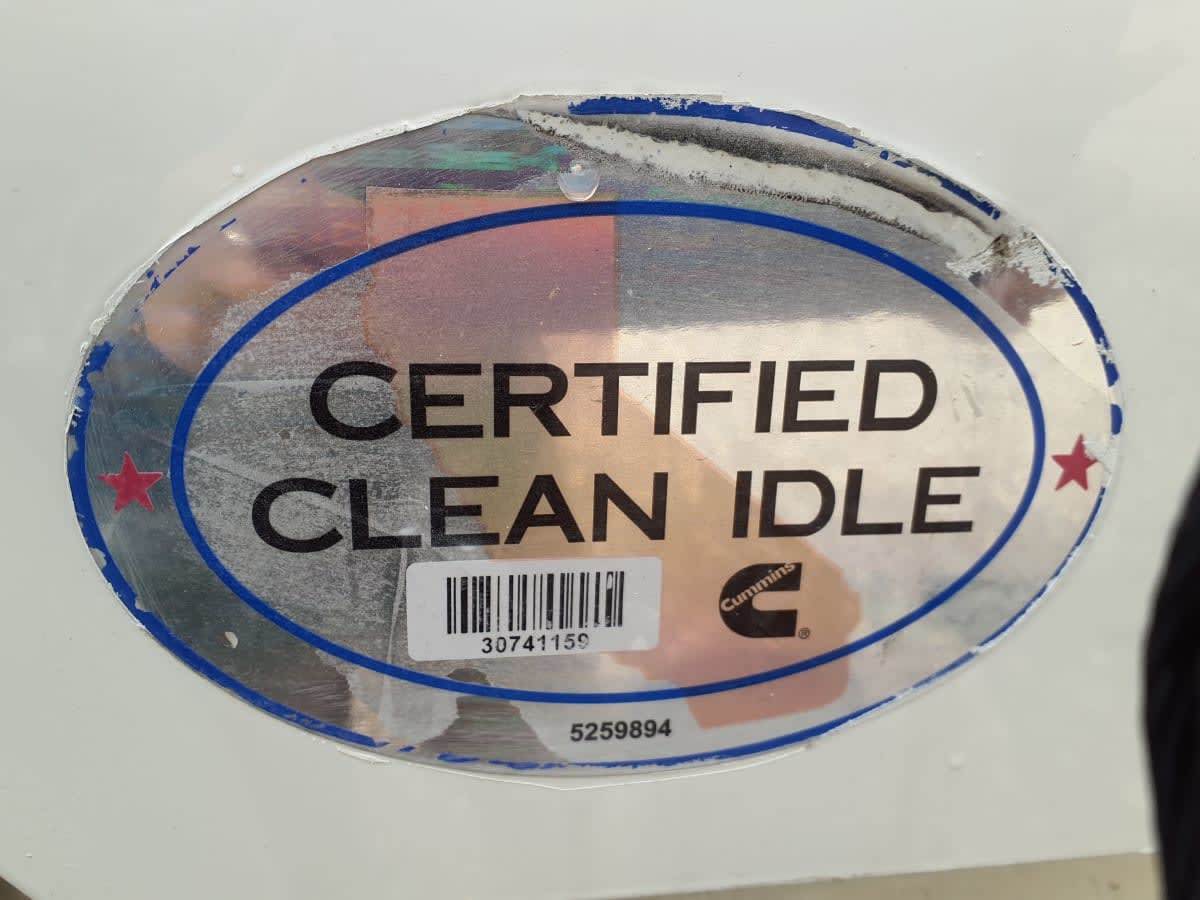 CERTIFIED
CLEAN IDLE
30741159
Cummins
®
5259894